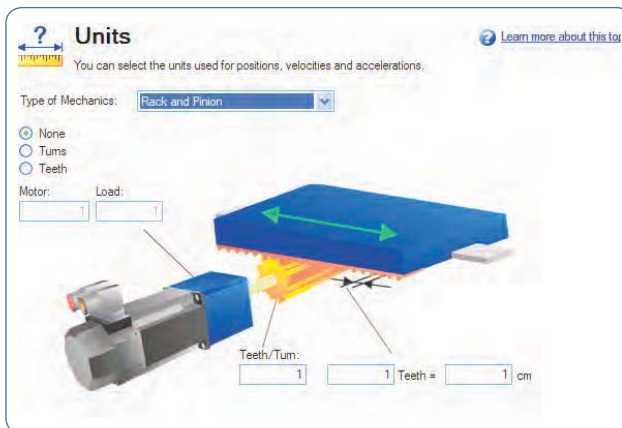 ?
Units
Learn more about this top
You can select the units used for positions, velocities and accelerations.
Type of Mechanics: Rack and Pinion
None
Turns
Teeth
Motor: Load:
1 1
Teeth/Turn:
1 1 Teeth = 1 cm